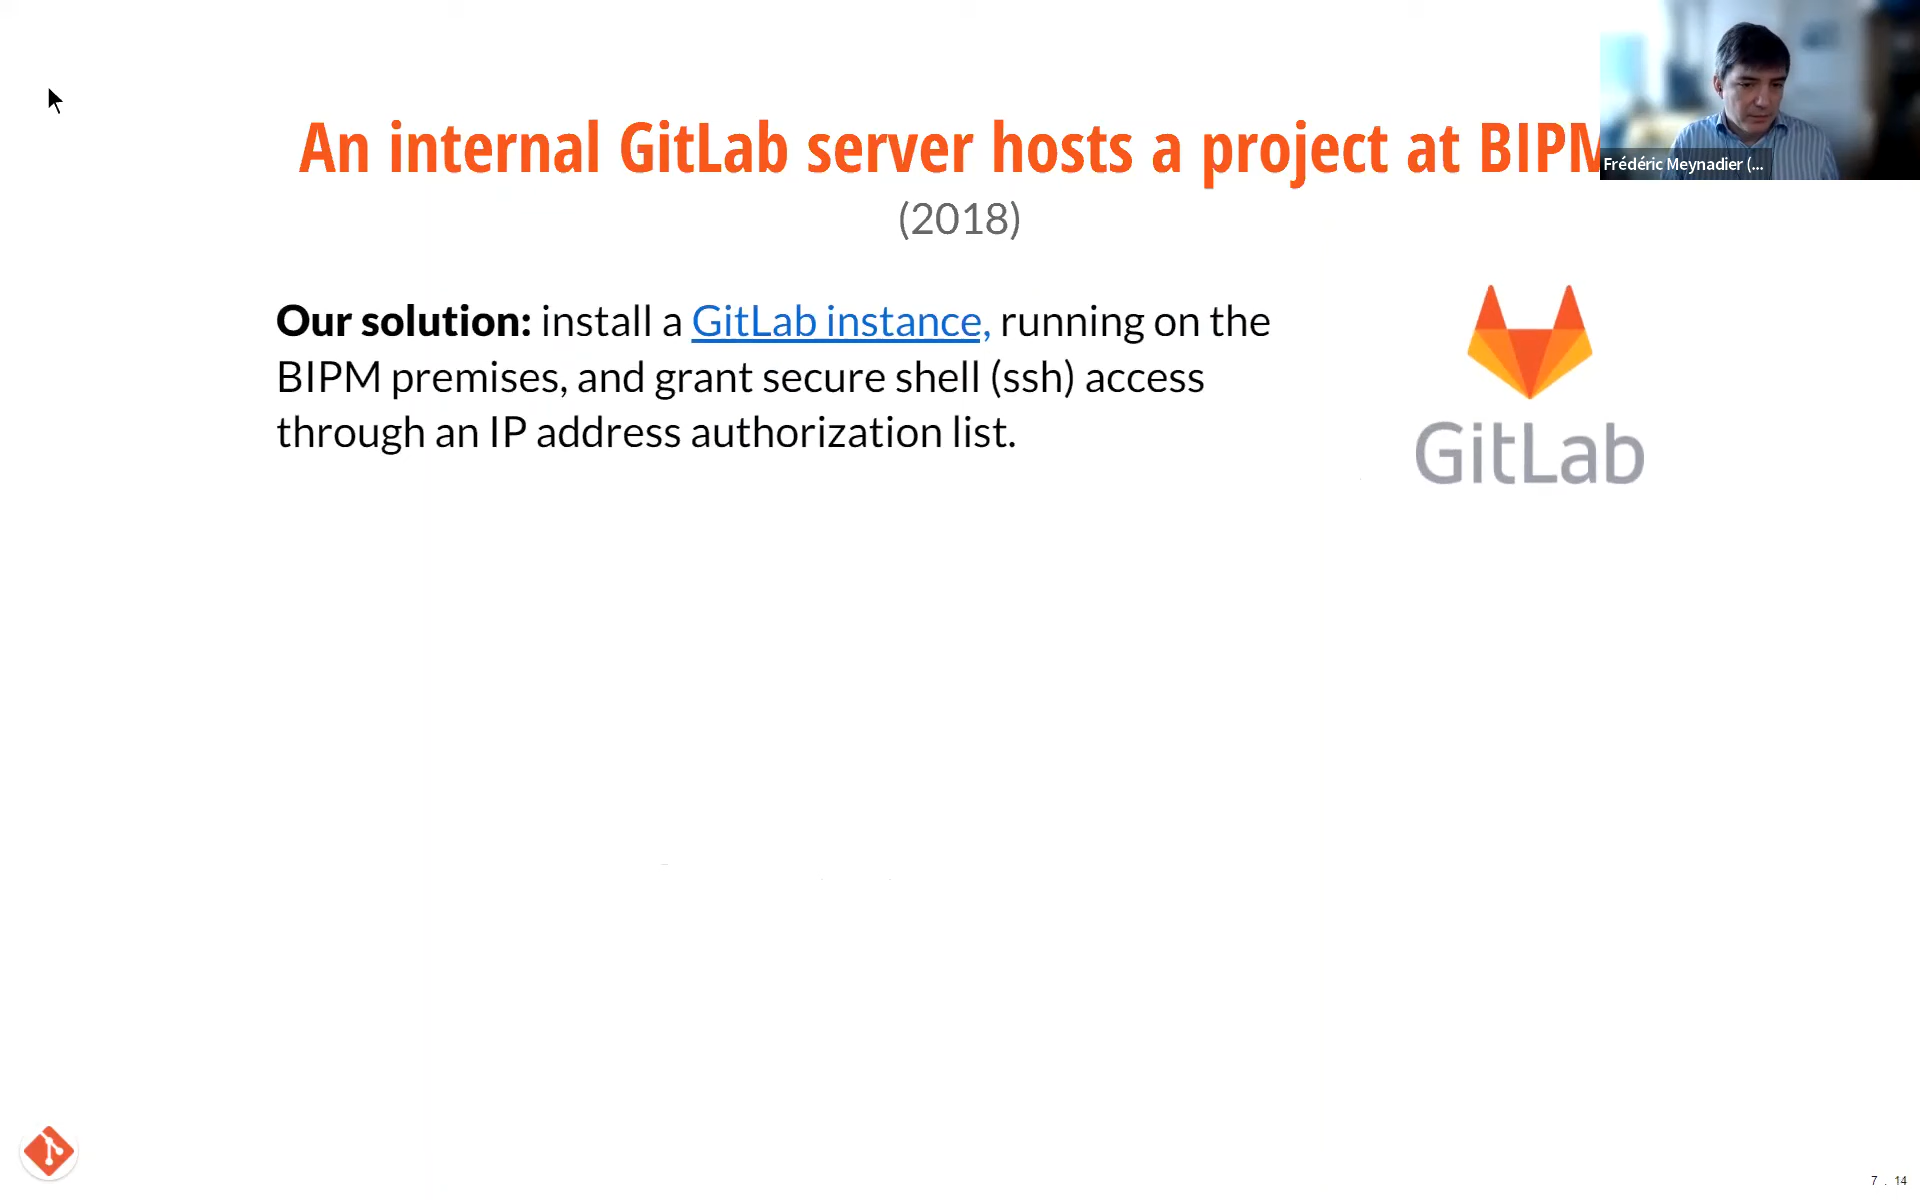 An internal GitLab server hosts a project at BIPM
Frédéric Meynadier (...
(2018)
Our solution: install a GitLab instance, running on the
BIPM premises, and grant secure shell (ssh) access
through an IP address authorization list.
GitLab
7 . 14